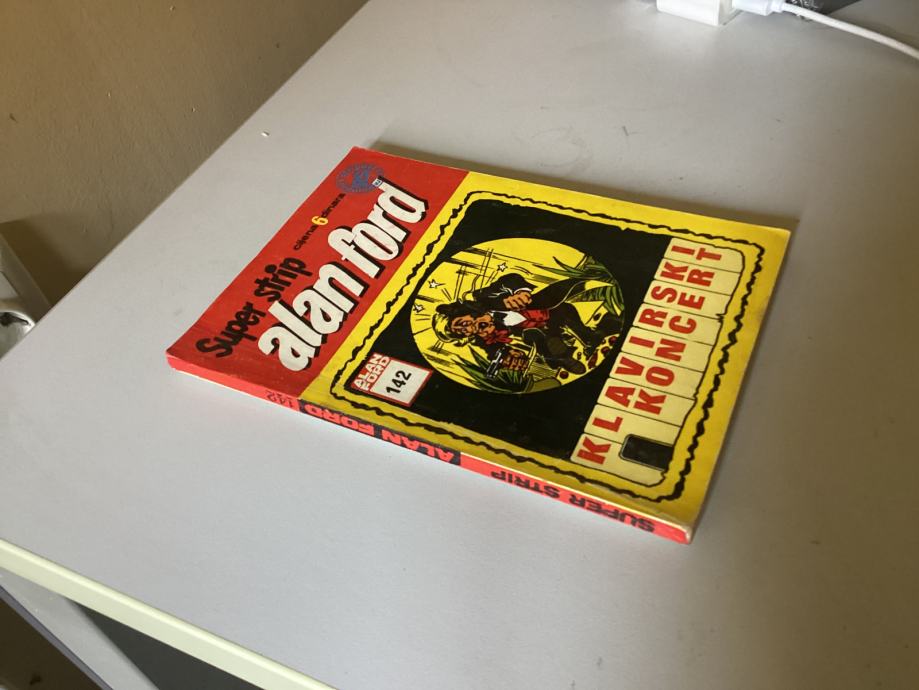 Super strip
cijena 6 dinara
alan ford
ALAN
FORD
142
KLAVIRSKI
KONCERT
SUPER STRIP
ALAN FORD
142